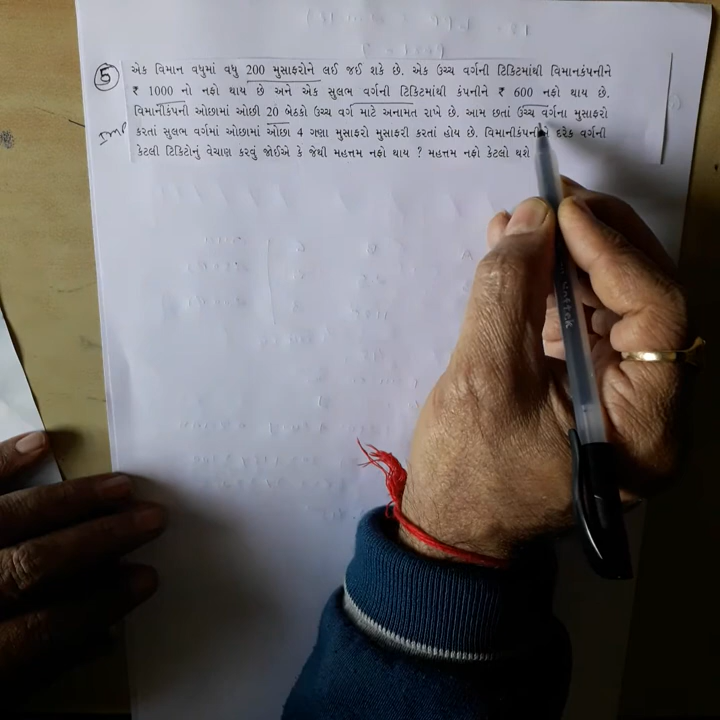 5 એક વિમાન વધુમાં વધુ 200 મુસાફરોને લઈ જઈ શકે છે. એક ઉચ્ચ વર્ગની ટિકિટમાંથી વિમાનકંપનીને
₹ 1000 નો નફો થાય છે અને એક સુલભ વર્ગની ટિકિટમાંથી કંપનીને ₹ 600 નફો થાય છે.
વિમાનીકંપની ઓછામાં ઓછી 20 બેઠકો ઉચ્ચ વર્ગ માટે અનામત રાખે છે. આમ છતાં ઉચ્ચ વર્ગના મુસાફરો
IMP કરતાં સુલભ વર્ગમાં ઓછામાં ઓછા 4 ગણા મુસાફરો મુસાફરી કરતાં હોય છે. વિમાનીકંપનીને દરેક વર્ગની
કેટલી ટિકિટોનું વેચાણ કરવું જોઈએ કે જેથી મહત્તમ નફો થાય ? મહત્તમ નફો કેટલો થશે